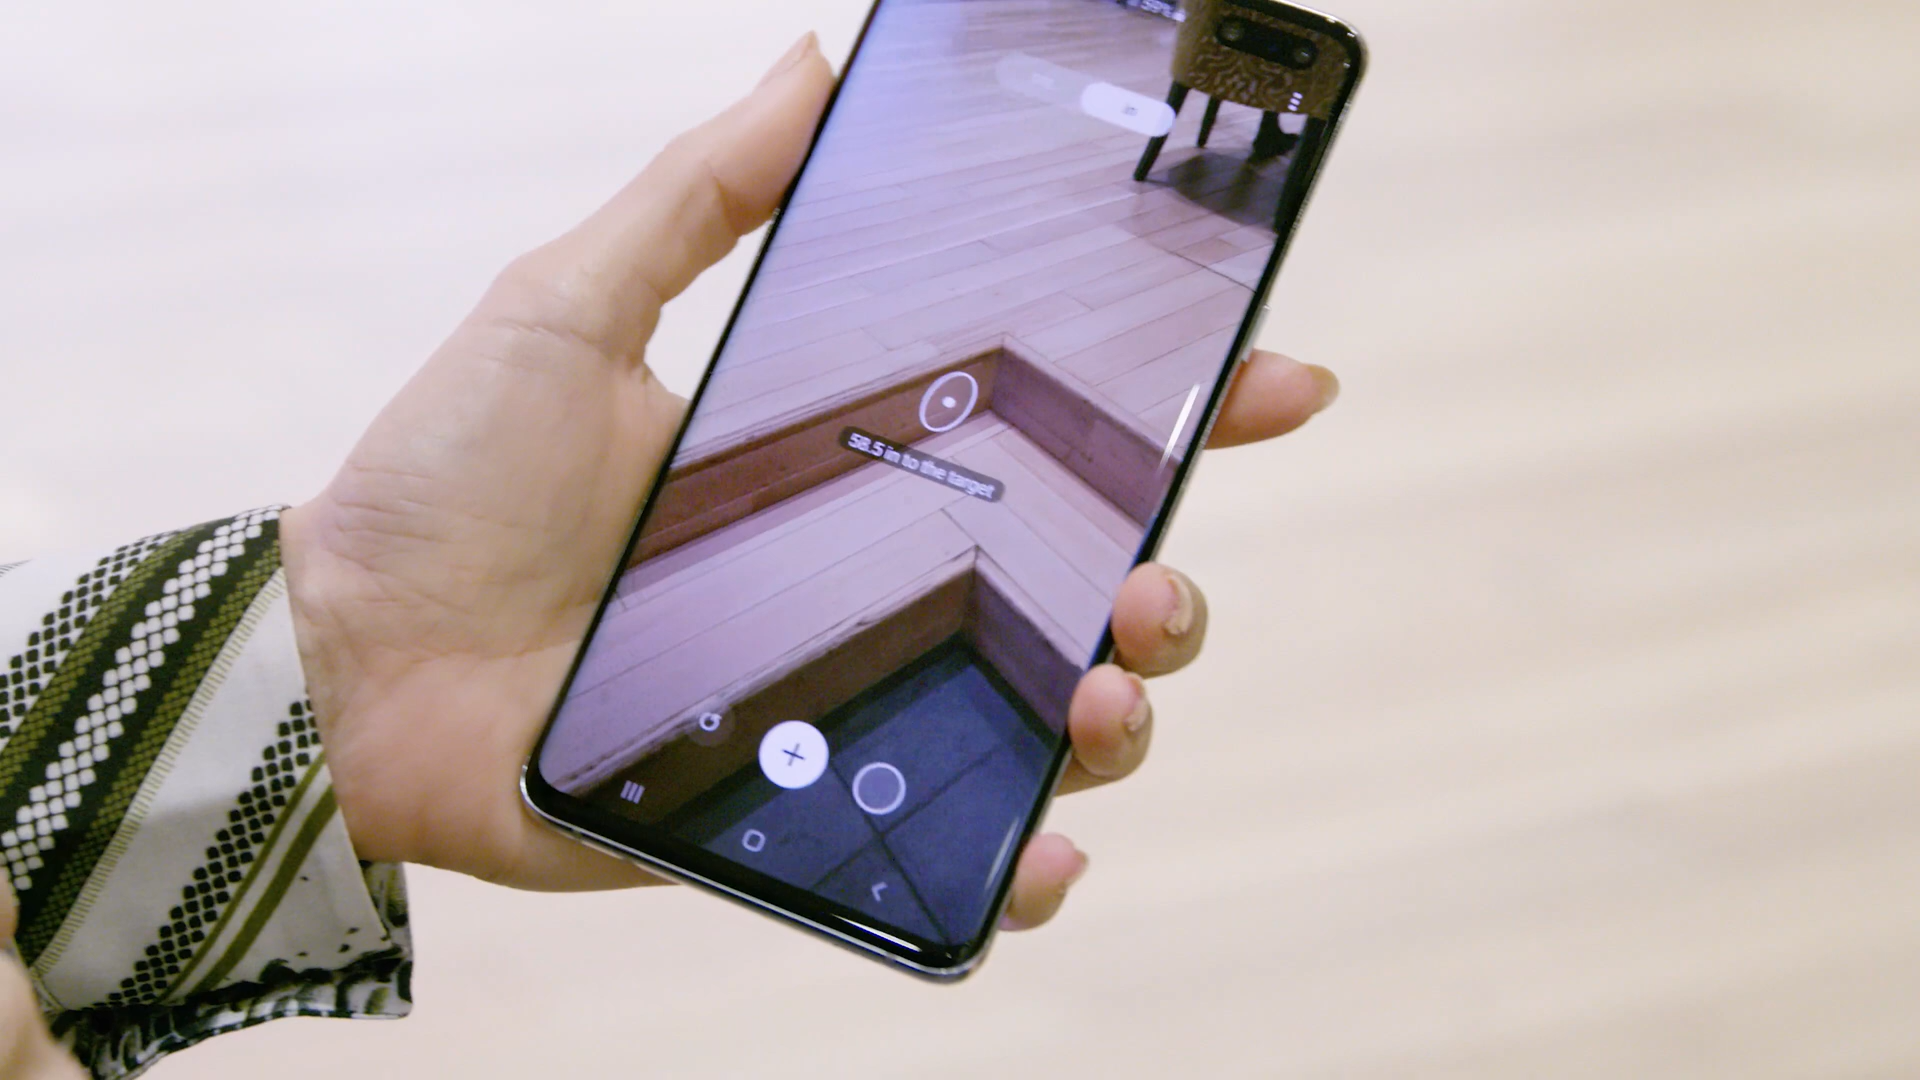 in
58.5 in to the target